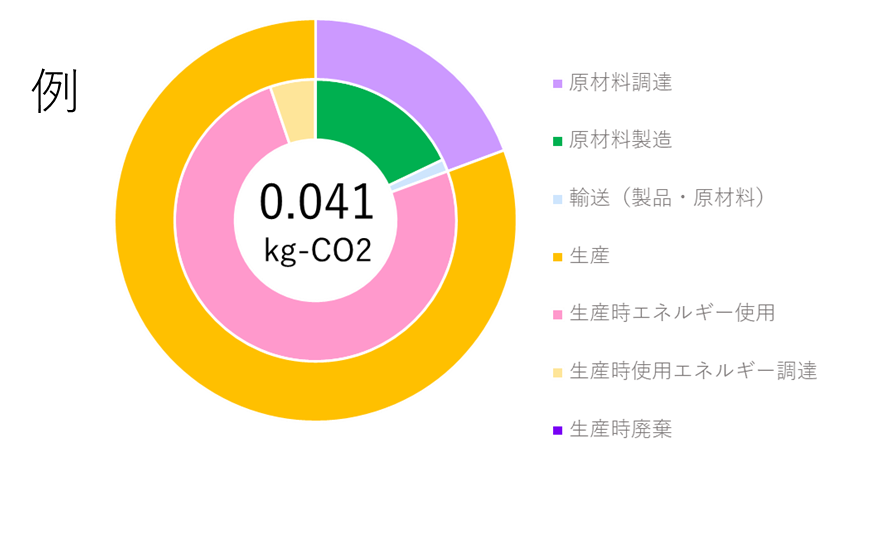 例
0.041
kg-CO2
原材料調達
原材料製造
輸送（製品・原材料）
生産
生産時エネルギー使用
生産時使用エネルギー調達
生産時廃棄